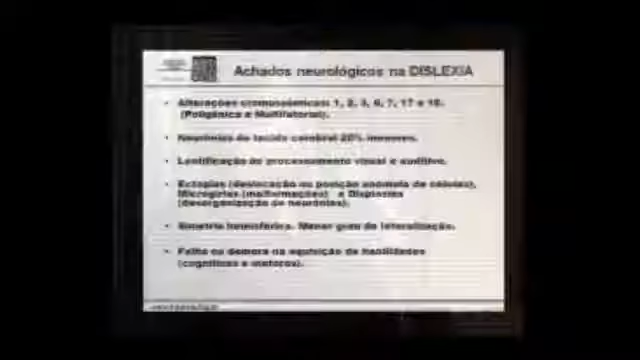 Achados neurológicos na DISLEXIA
• Alterações cromossômicas: 1, 2, 3, 6, 7, 17 e 18.
(Poligênica e Multifatorial).
• Neurônios do tecido cerebral 20% menores.
• Lentificação do processamento visual e auditivo.
• Ectopias (deslocação ou posição anômala de células),
Microgirias (malformações) e Displasias
(desorganização de neurônios).
• Simetria hemisférica. Menor grau de lateralização.
• Falha ou demora na aquisição de habilidades
(cognitivas e motoras).